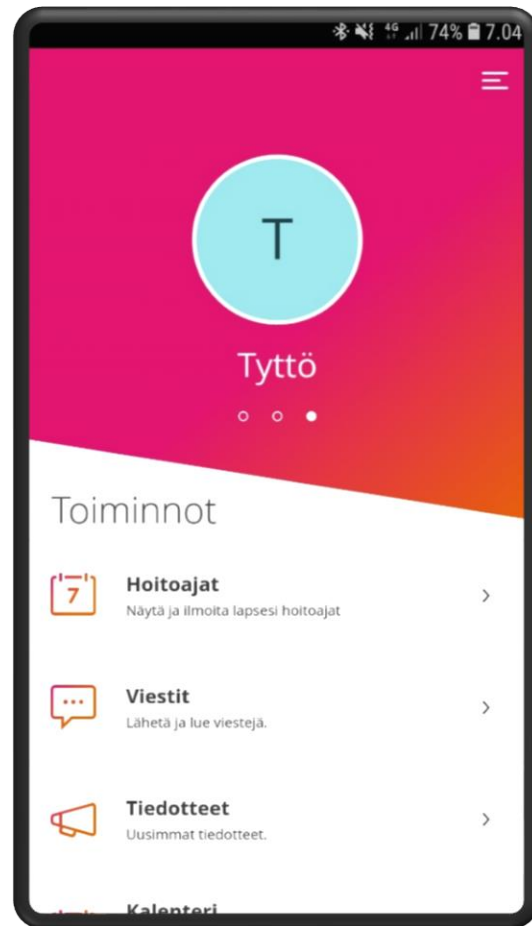 4G 74% 7.04
T
Tyttö
Toiminnot
7
Hoitoajat
Näytä ja ilmoita lapsesi hoitoajat
Viestit
Lähetä ja lue viestejä.
Tiedotteet
Uusimmat tiedotteet.
Kalenteri